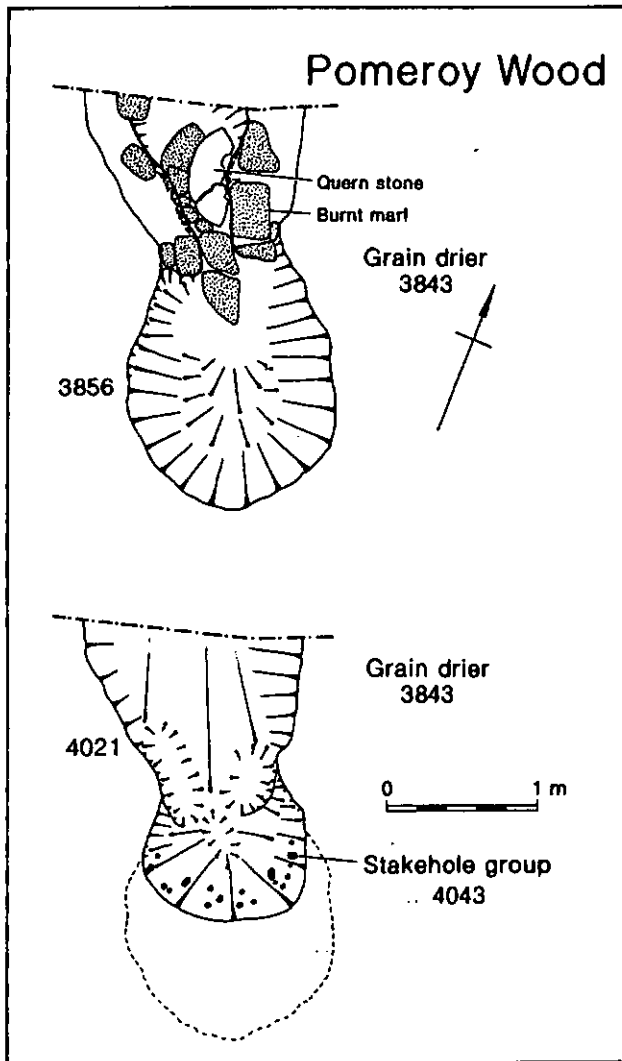 Pomeroy Wood
Quern stone
Burnt marl
Grain drier
3843
3856
Grain drier
3843
4021
0 1 m
Stakehole group
4043